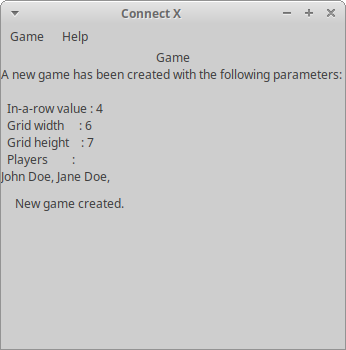 Connect X
Game Help
Game
A new game has been created with the following parameters:
In-a-row value : 4
Grid width : 6
Grid height : 7
Players :
John Doe, Jane Doe,
New game created.